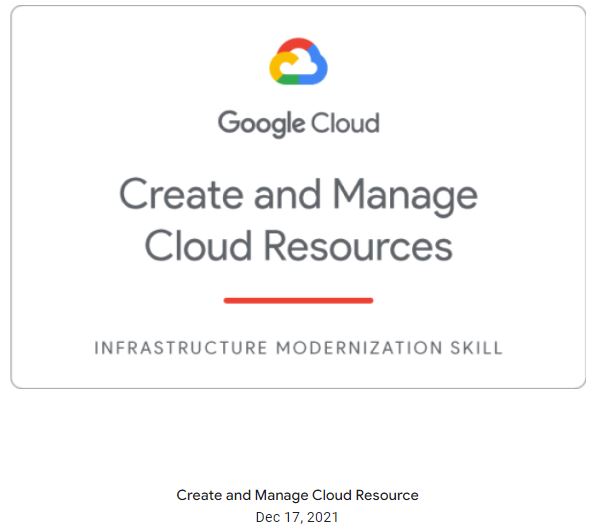 Google Cloud
Create and Manage
Cloud Resources
INFRASTRUCTURE MODERNIZATION SKILL
Create and Manage Cloud Resource
Dec 17, 2021